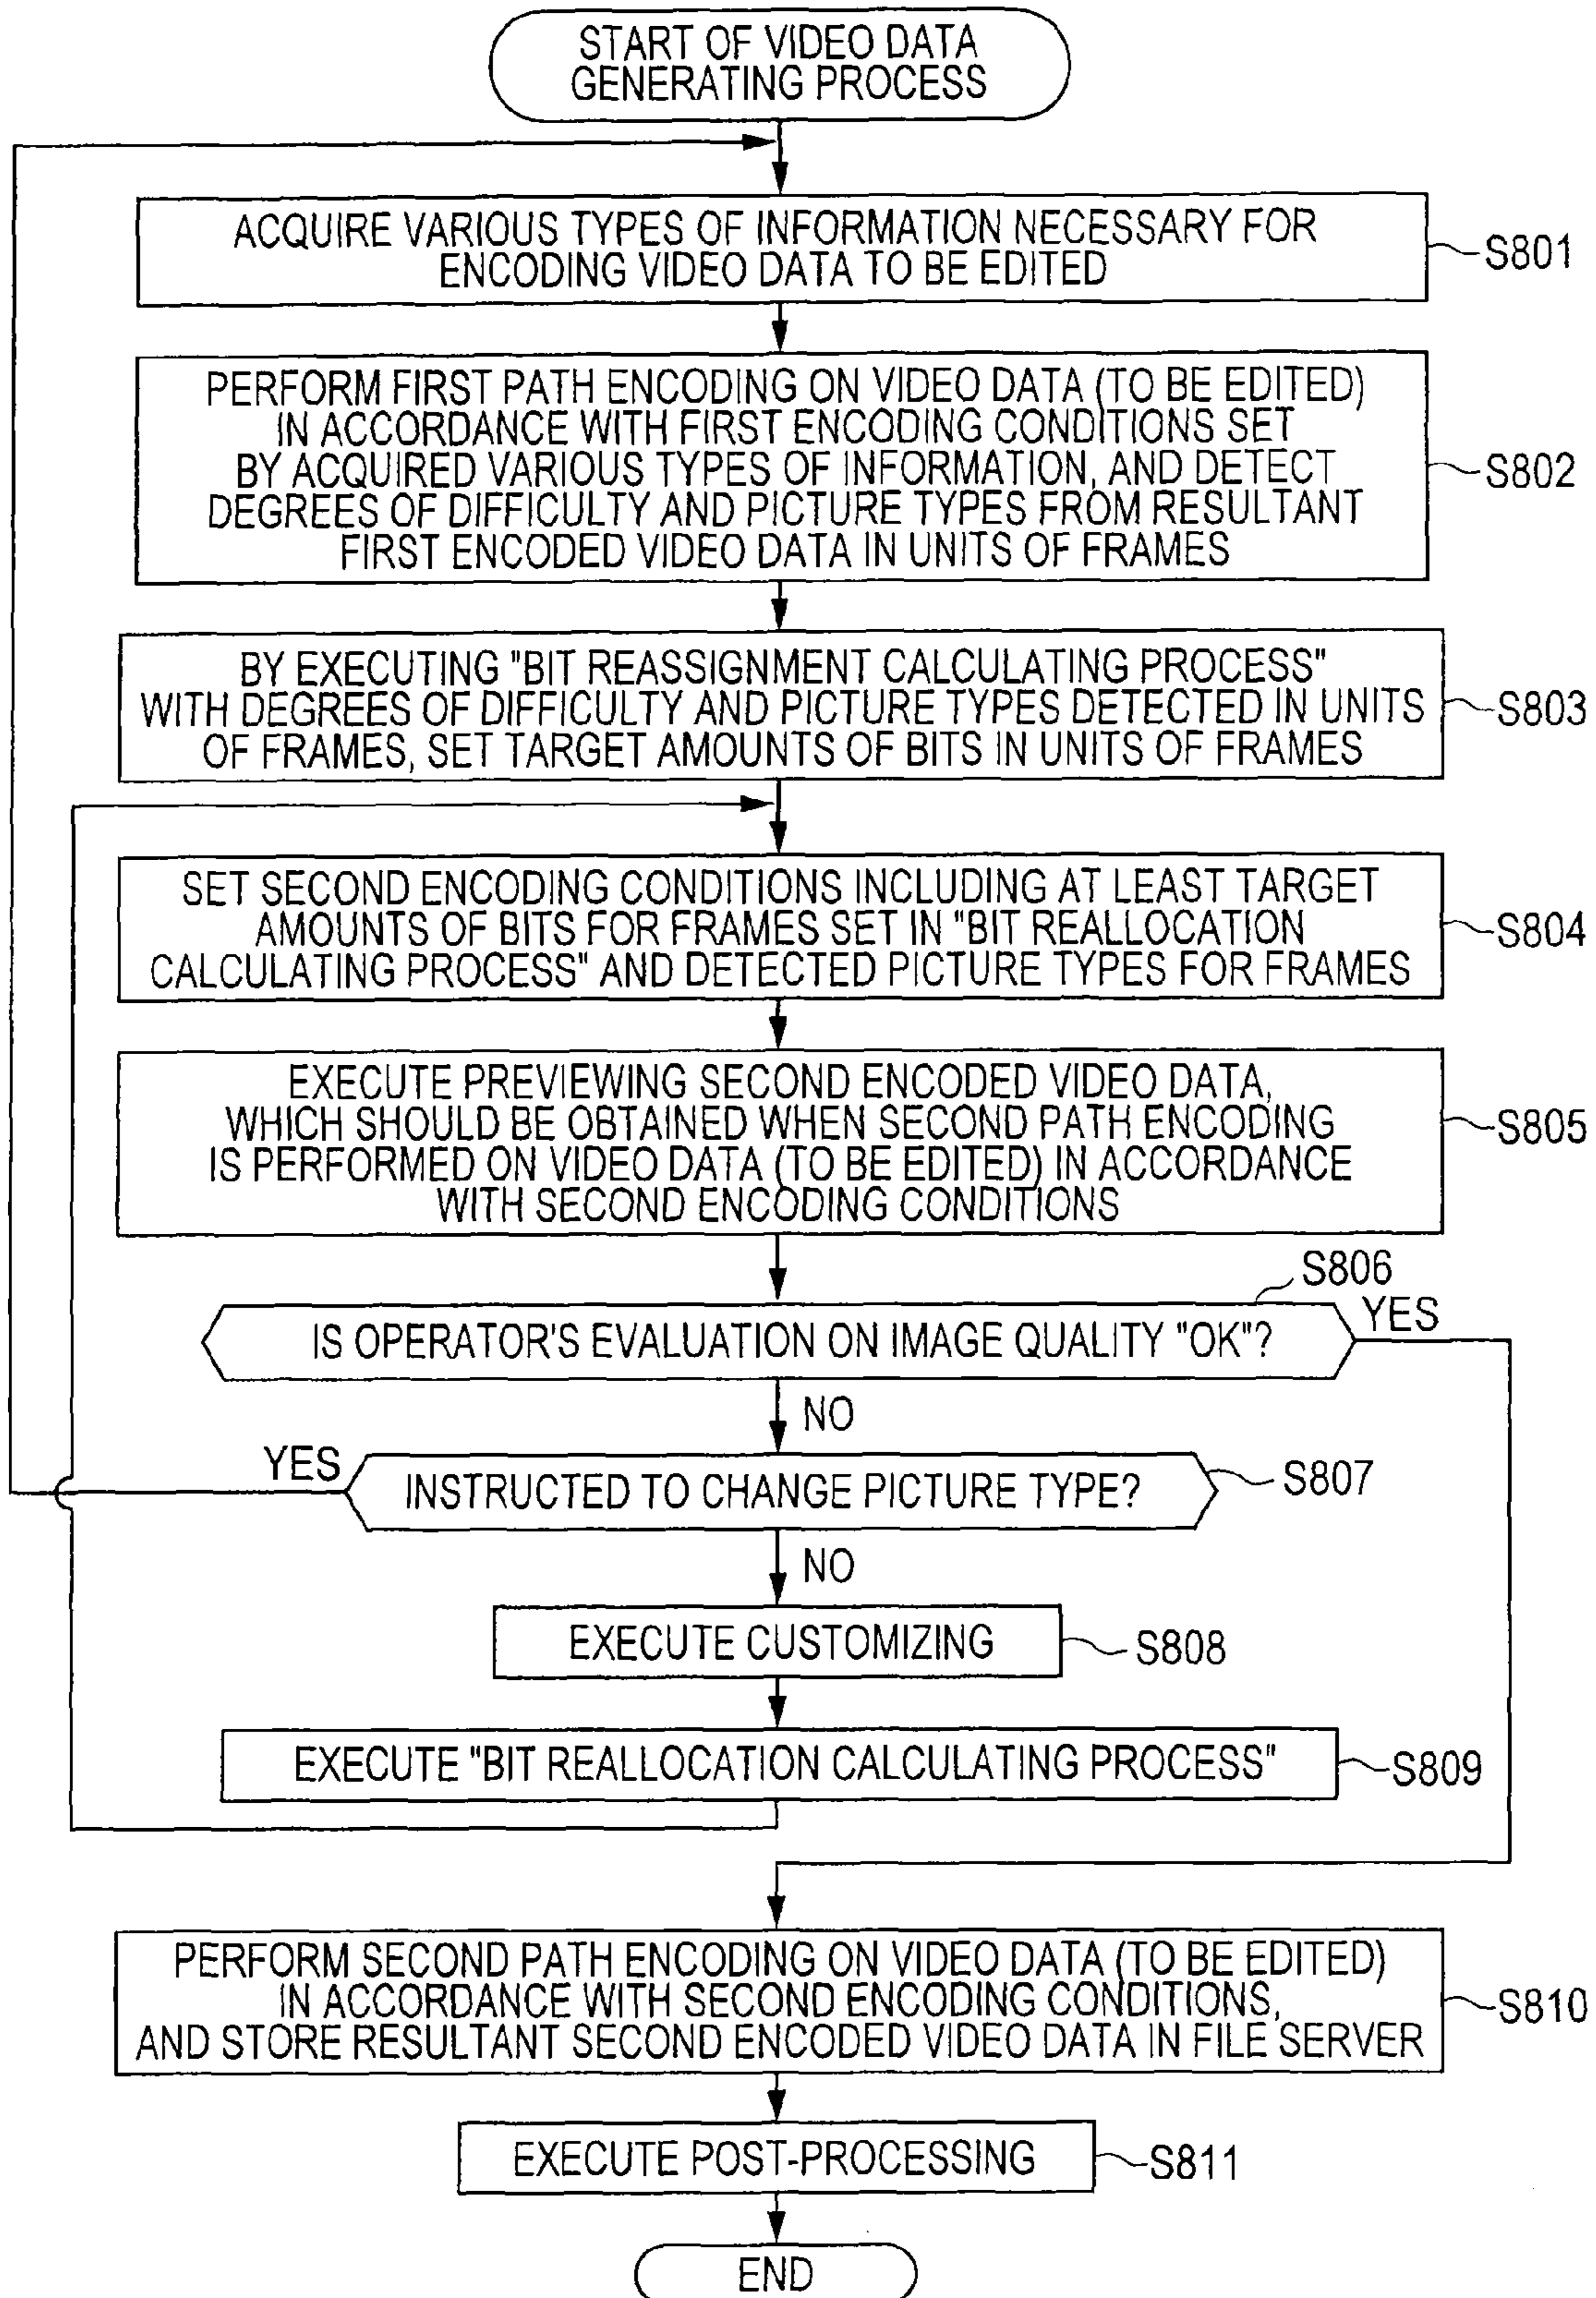 START OF VIDEO DATA
GENERATING PROCESS
ACQUIRE VARIOUS TYPES OF INFORMATION NECESSARY FOR
ENCODING VIDEO DATA TO BE EDITED
S801
PERFORM FIRST PATH ENCODING ON VIDEO DATA (TO BE EDITED)
IN ACCORDANCE WITH FIRST ENCODING CONDITIONS SET
BY ACQUIRED VARIOUS TYPES OF INFORMATION, AND DETECT
DEGREES OF DIFFICULTY AND PICTURE TYPES FROM RESULTANT
FIRST ENCODED VIDEO DATA IN UNITS OF FRAMES
S802
BY EXECUTING "BIT REASSIGNMENT CALCULATING PROCESS"
WITH DEGREES OF DIFFICULTY AND PICTURE TYPES DETECTED IN UNITS
OF FRAMES, SET TARGET AMOUNTS OF BITS IN UNITS OF FRAMES
S803
SET SECOND ENCODING CONDITIONS INCLUDING AT LEAST TARGET
AMOUNTS OF BITS FOR FRAMES SET IN "BIT REALLOCATION
CALCULATING PROCESS" AND DETECTED PICTURE TYPES FOR FRAMES
S804
EXECUTE PREVIEWING SECOND ENCODED VIDEO DATA,
WHICH SHOULD BE OBTAINED WHEN SECOND PATH ENCODING
IS PERFORMED ON VIDEO DATA (TO BE EDITED) IN ACCORDANCE
WITH SECOND ENCODING CONDITIONS
S805
S806
IS OPERATOR'S EVALUATION ON IMAGE QUALITY "OK"?
YES
NO
YES
INSTRUCTED TO CHANGE PICTURE TYPE?
S807
NO
EXECUTE CUSTOMIZING
S808
EXECUTE "BIT REALLOCATION CALCULATING PROCESS"
S809
PERFORM SECOND PATH ENCODING ON VIDEO DATA (TO BE EDITED)
IN ACCORDANCE WITH SECOND ENCODING CONDITIONS,
AND STORE RESULTANT SECOND ENCODED VIDEO DATA IN FILE SERVER
S810
EXECUTE POST-PROCESSING
S811
END